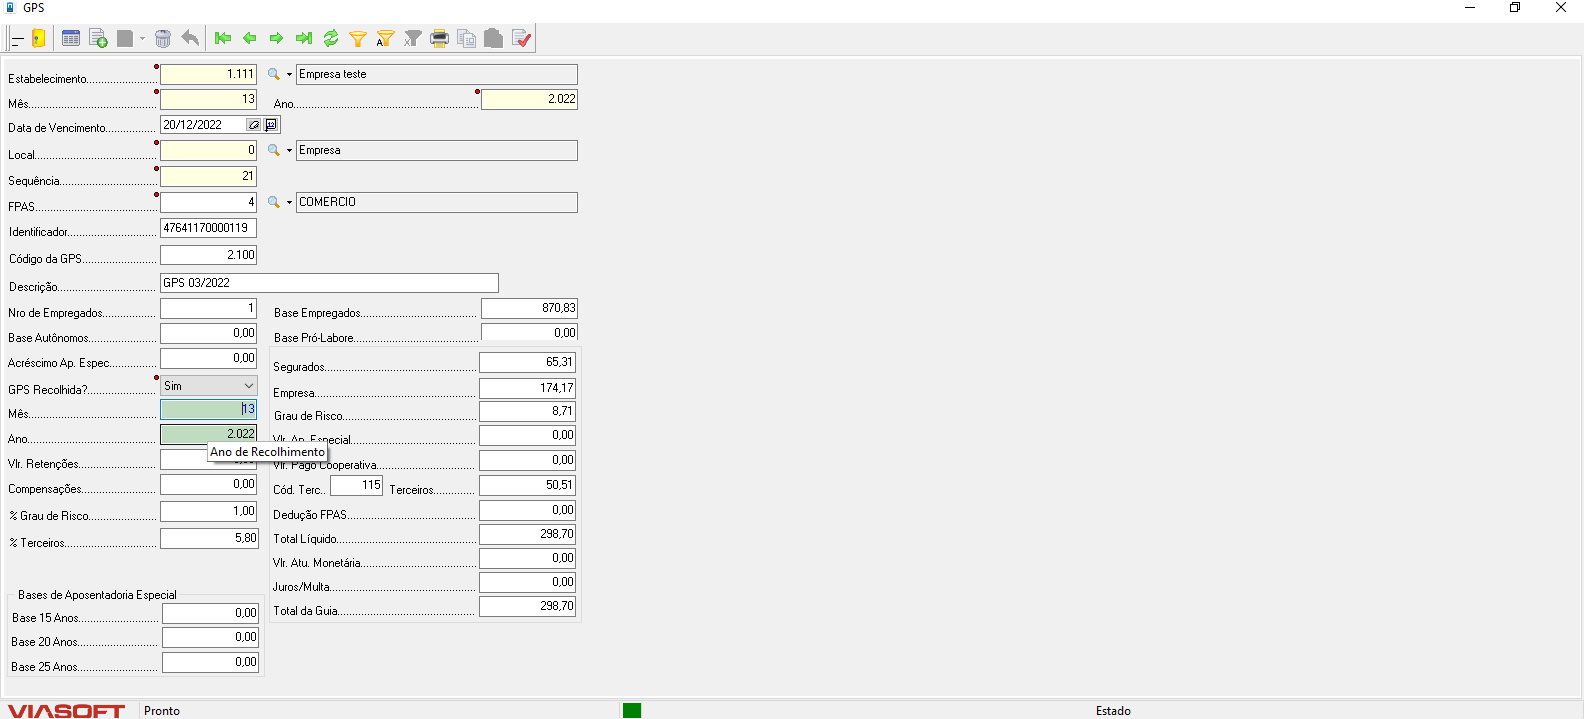 GPS
Estabelecimento 1.111 Empresa teste
Mês 13 Ano 2.022
Data de Vencimento 20/12/2022
Local 0 Empresa
Sequência 21
FPAS 4 COMERCIO
Identificador 47641170000119
Código da GPS 2.100
Descrição GPS 03/2022
Nro de Empregados 1 Base Empregados 870,83
Base Autônomos 0,00 Base Pró-Labore 0,00
Acréscimo Ap. Espec 0,00 Segurados 65,31
GPS Recolhida? Sim Empresa 174,17
Mês 13 Grau de Risco 8,71
Ano 2.022 Vlr. Ap. Especial 0,00
Ano de Recolhimento
Vlr. Retenções Vlr. Pago Cooperativa 0,00
Compensações 0,00 Cód. Terc.. 115 Terceiros 50,51
% Grau de Risco 1,00 Dedução FPAS 0,00
% Terceiros 5,80 Total Líquido 298,70
Vlr. Atu. Monetária 0,00
Juros/Multa 0,00
Total da Guia 298,70
Bases de Aposentadoria Especial
Base 15 Anos 0,00
Base 20 Anos 0,00
Base 25 Anos 0,00
VIASOFT Pronto Estado